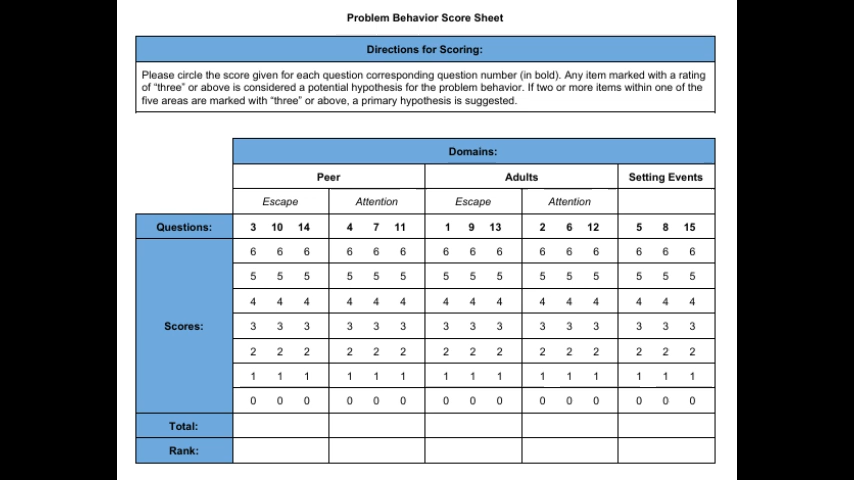 Problem Behavior Score Sheet
Directions for Scoring:
Please circle the score given for each question corresponding question number (in bold). Any item marked with a rating
of “three” or above is considered a potential hypothesis for the problem behavior. If two or more items within one of the
five areas are marked with “three” or above, a primary hypothesis is suggested.
Domains:
Peer Adults Setting Events
Escape Attention Escape Attention
Questions: 3 10 14 4 7 11 1 9 13 2 6 12 5 8 15
6 6 6 6 6 6 6 6 6 6 6 6 6 6 6
5 5 5 5 5 5 5 5 5 5 5 5 5 5 5
4 4 4 4 4 4 4 4 4 4 4 4 4 4 4
Scores: 3 3 3 3 3 3 3 3 3 3 3 3 3 3 3
2 2 2 2 2 2 2 2 2 2 2 2 2 2 2
1 1 1 1 1 1 1 1 1 1 1 1 1 1 1
0 0 0 0 0 0 0 0 0 0 0 0 0 0 0
Total:
Rank: